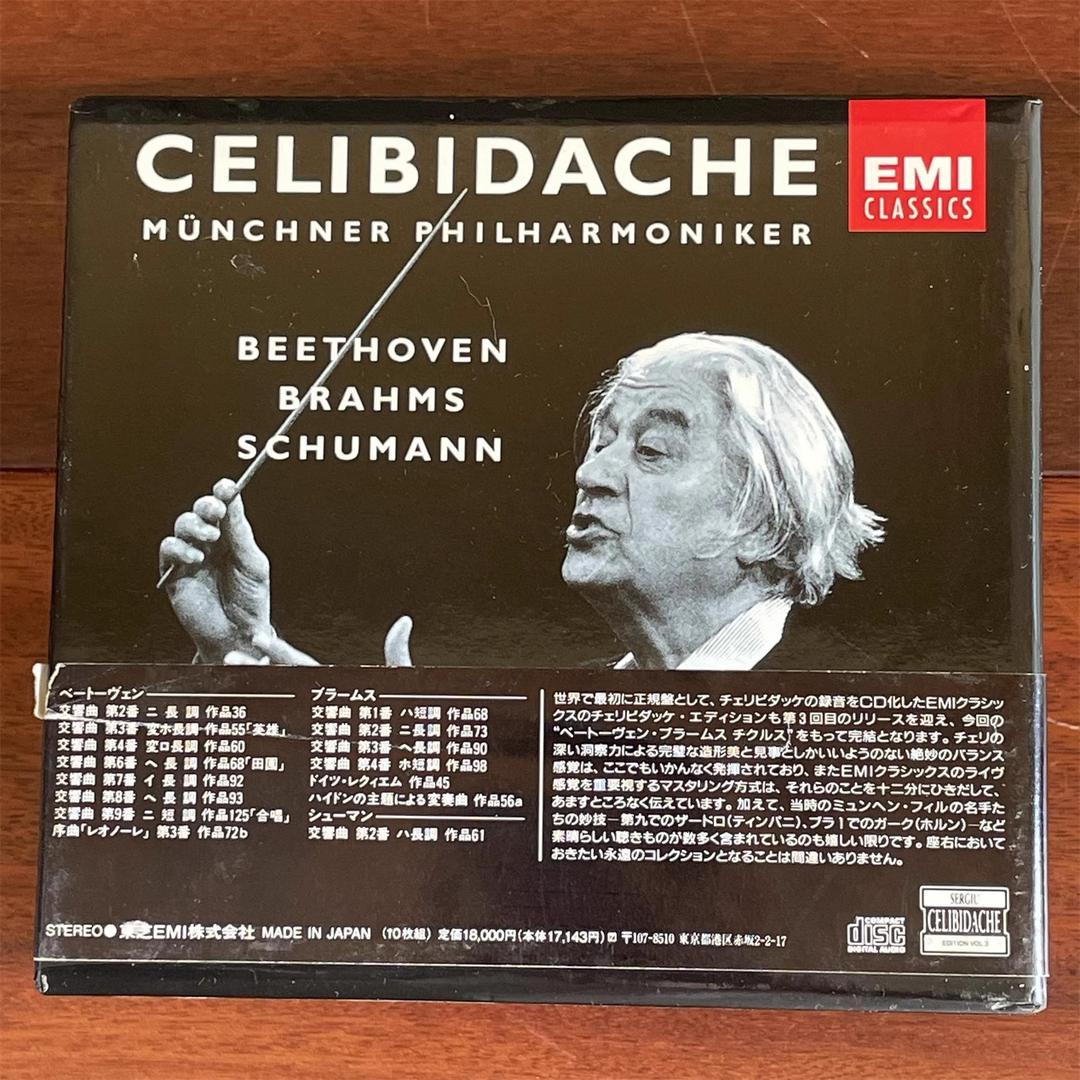 CELIBIDACHE
MÜNCHNER PHILHARMONIKER
EMI
CLASSICS
BEETHOVEN
BRAHMS
SCHUMANN
ベートーヴェン
交響曲 第2番 ニ 長 調 作品36
交響曲 第3番 変ホ長調 作品55「英雄」
交響曲 第4番 変ロ長調 作品60
交響曲 第6番 ヘ 長 調 作品68「田園」
交響曲 第7番 イ 長 調 作品92
交響曲 第8番 ヘ 長 調 作品93
交響曲 第9番 ニ 短 調 作品125「合唱」
序曲「レオノーレ」第3番 作品72b
ブラームス
交響曲 第1番 ハ短調 作品68
交響曲 第2番 ニ長調 作品73
交響曲 第3番 ヘ長調 作品90
交響曲 第4番 ホ短調 作品98
ドイツ・レクィエム 作品45
ハイドンの主題による変奏曲 作品56a
シューマン
交響曲 第2番 ハ長調 作品61
世界で最初に正規盤として、チェリビダッケの録音をCD化したEMIクラシッ
クスのチェリビダッケ・エディションも第3回目のリリースを迎え、今回の
“ベートーヴェン・ブラームス チクルス”をもって完結となります。チェリの
深い洞察力による完璧な造形美と見事としかいいようのない絶妙のバランス
感覚は、ここでもいかんなく発揮されており、またEMIクラシックスのライヴ
感覚を重要視するマスタリング方式は、それらのことを十二分にひきだして、
あますところなく伝えています。加えて、当時のミュンヘン・フィルの名手た
ちの妙技―第九でのザードロ(ティンパニ)、ブラ1でのガーク(ホルン)―など
素晴らしい聴きものが数多く含まれているのも嬉しい限りです。座右において
おきたい永遠のコレクションとなることは間違いありません。
STEREO● 東芝EMI株式会社 MADE IN JAPAN (10枚組) 定価18,000円(本体17,143円) 〒107-8510 東京都港区赤坂2-2-17
COMPACT
disc
DIGITAL AUDIO
SERGIU
CELIBIDACHE
EDITION VOL.3